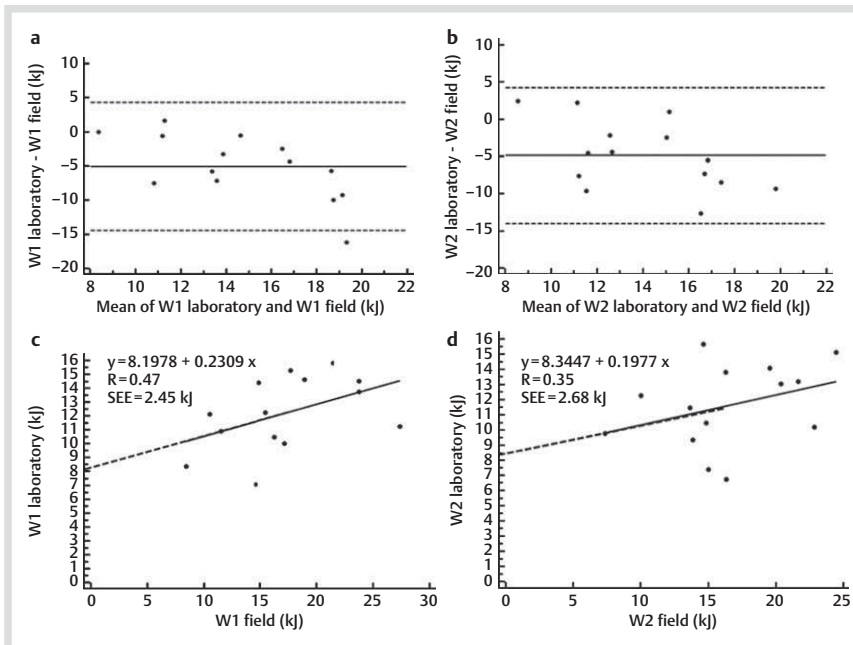 a
10
5
0
−5
−10
−15
−20
W1 laboratory - W1 field (kJ)
8 10 12 14 16 18 20 22
Mean of W1 laboratory and W1 field (kJ)
b
10
5
0
−5
−10
−15
−20
W2 laboratory - W2 field (kJ)
8 10 12 14 16 18 20 22
Mean of W2 laboratory and W2 field (kJ)
c
y=8.1978 + 0.2309 x
R=0.47
SEE=2.45 kJ
16
15
14
13
12
11
10
9
8
7
6
5
4
3
2
1
0
W1 laboratory (kJ)
0 5 10 15 20 25 30
W1 field (kJ)
d
y=8.3447 + 0.1977 x
R=0.35
SEE=2.68 kJ
16
15
14
13
12
11
10
9
8
7
6
5
4
3
2
1
0
W2 laboratory (kJ)
0 5 10 15 20 25
W2 field (kJ)